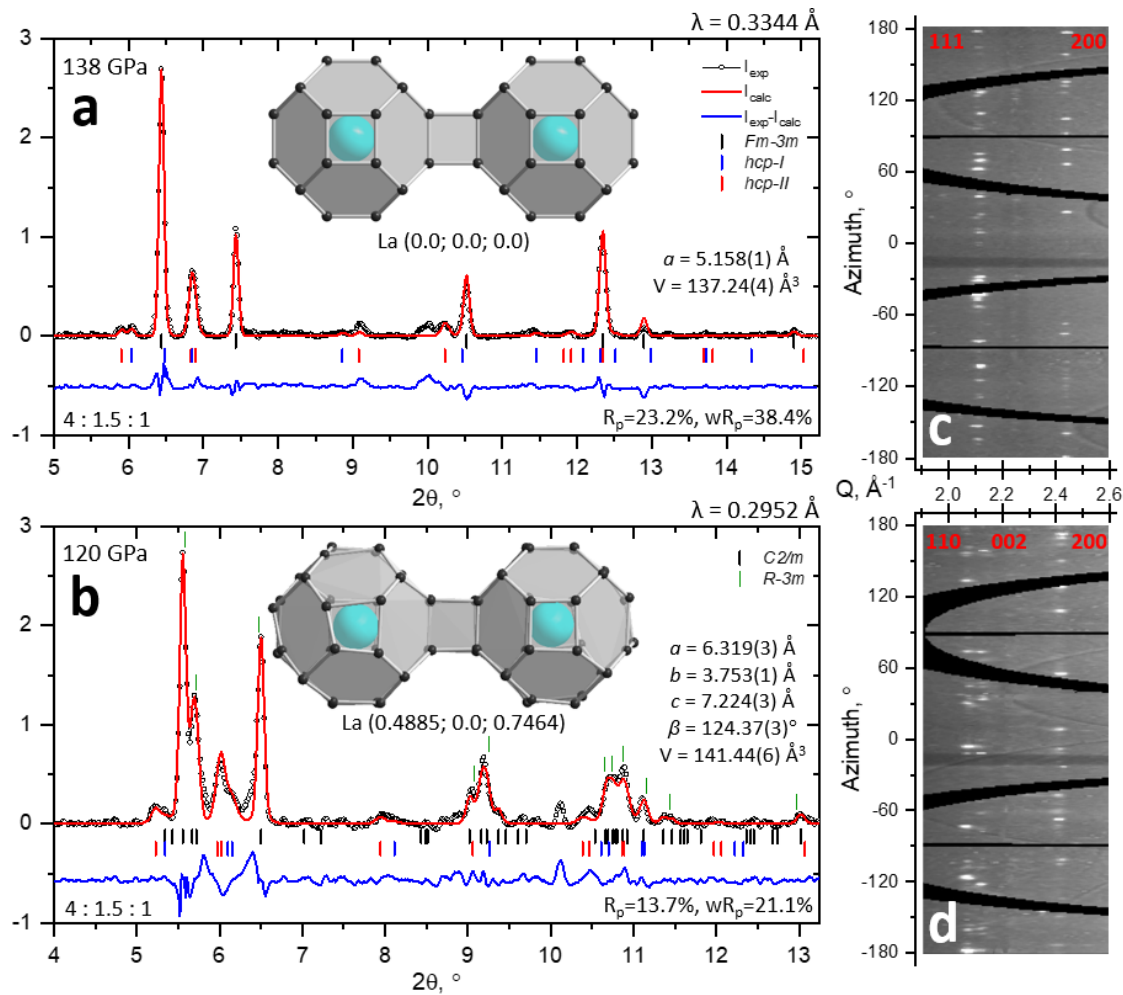 λ = 0.3344 Å
138 GPa
a
I_exp
I_calc
I_exp-I_calc
Fm-3m
hcp-I
hcp-II
La (0.0; 0.0; 0.0)
a = 5.158(1) Å
V = 137.24(4) Å³
4 : 1.5 : 1
Rₚ=23.2%, wRₚ=38.4%
3
2
1
0
-1
5 6 7 8 9 10 11 12 13 14 15
2θ, °
λ = 0.2952 Å
120 GPa
b
C2/m
R-3m
La (0.4885; 0.0; 0.7464)
a = 6.319(3) Å
b = 3.753(1) Å
c = 7.224(3) Å
β = 124.37(3)°
V = 141.44(6) Å³
4 : 1.5 : 1
Rₚ=13.7%, wRₚ=21.1%
3
2
1
0
-1
4 5 6 7 8 9 10 11 12 13
2θ, °
111 200
180
120
60
0
-60
-120
-180
Azimuth, °
c
Q, Å⁻¹ 2.0 2.2 2.4 2.6
110 002 200
180
120
60
0
-60
-120
-180
Azimuth, °
d